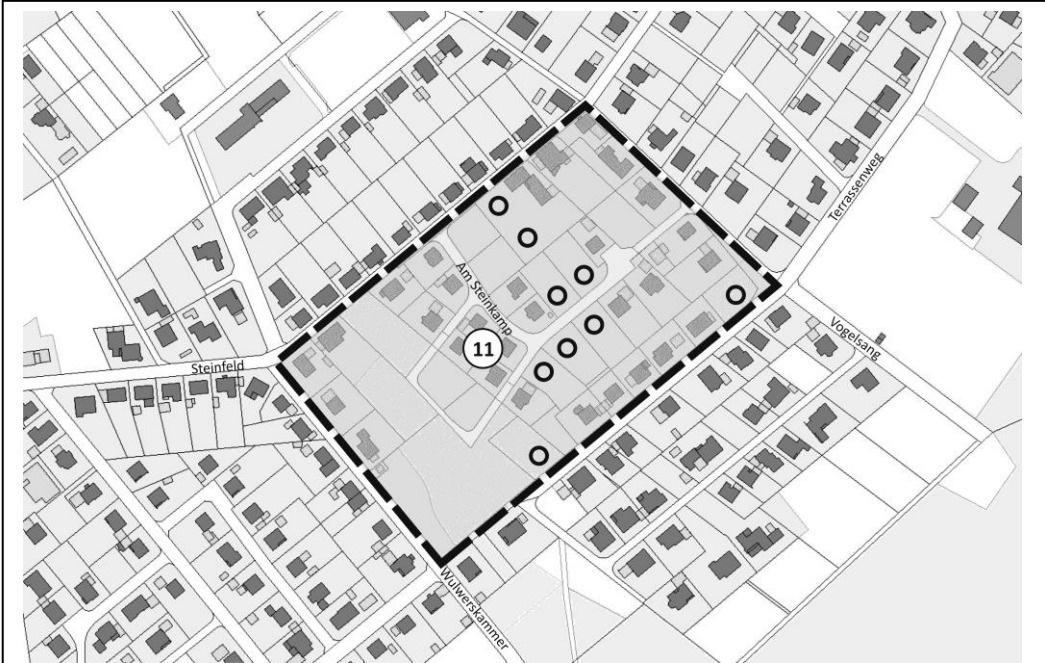 Terrassenweg
Am Steinkamp
Vogelsang
11
Steinfeld
Wulwerskammer